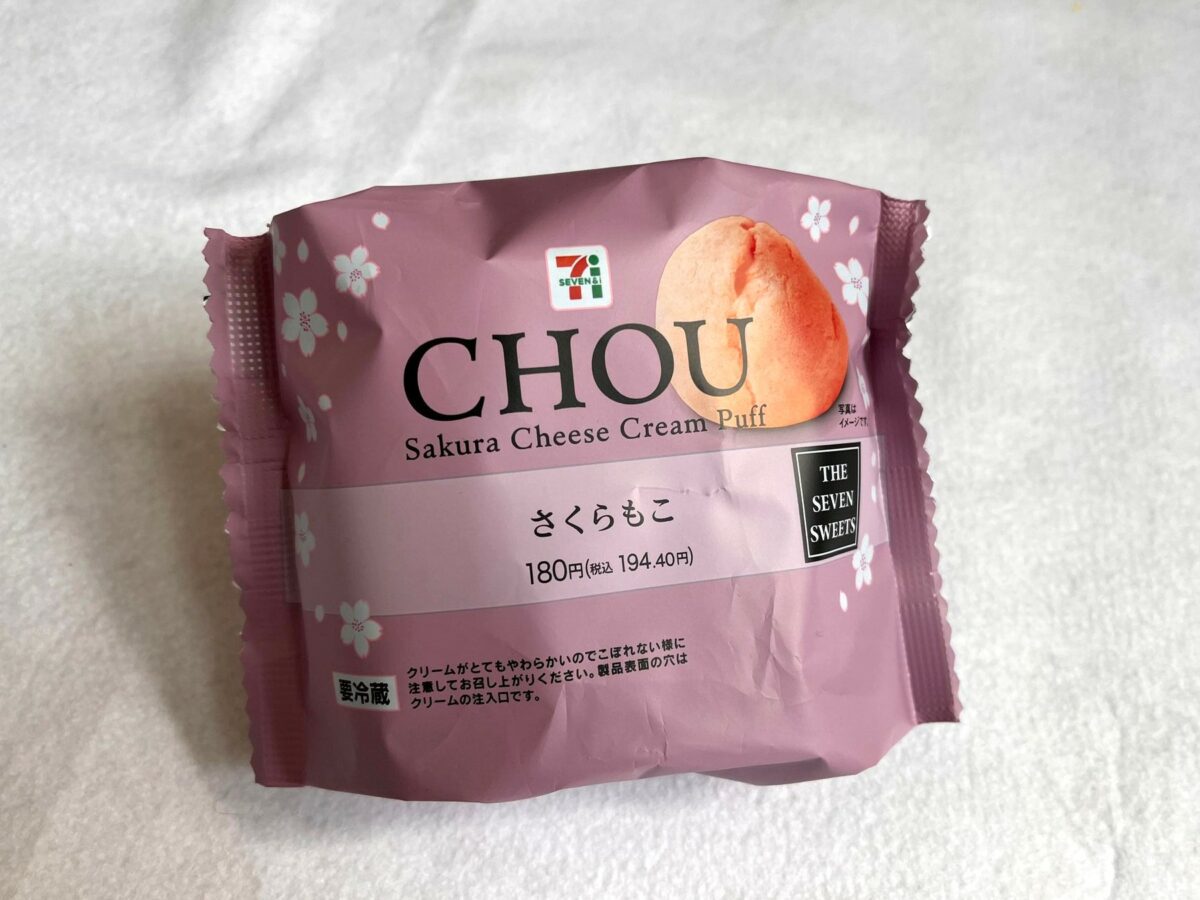 SEVEN&i
CHOU
Sakura Cheese Cream Puff
写真は
イメージです。
THE
SEVEN
SWEETS
さくらもこ
180円(税込 194.40円)
要冷蔵
クリームがとてもやわらかいのでこぼれない様に
注意してお召し上がりください。製品表面の穴は
クリームの注入口です。